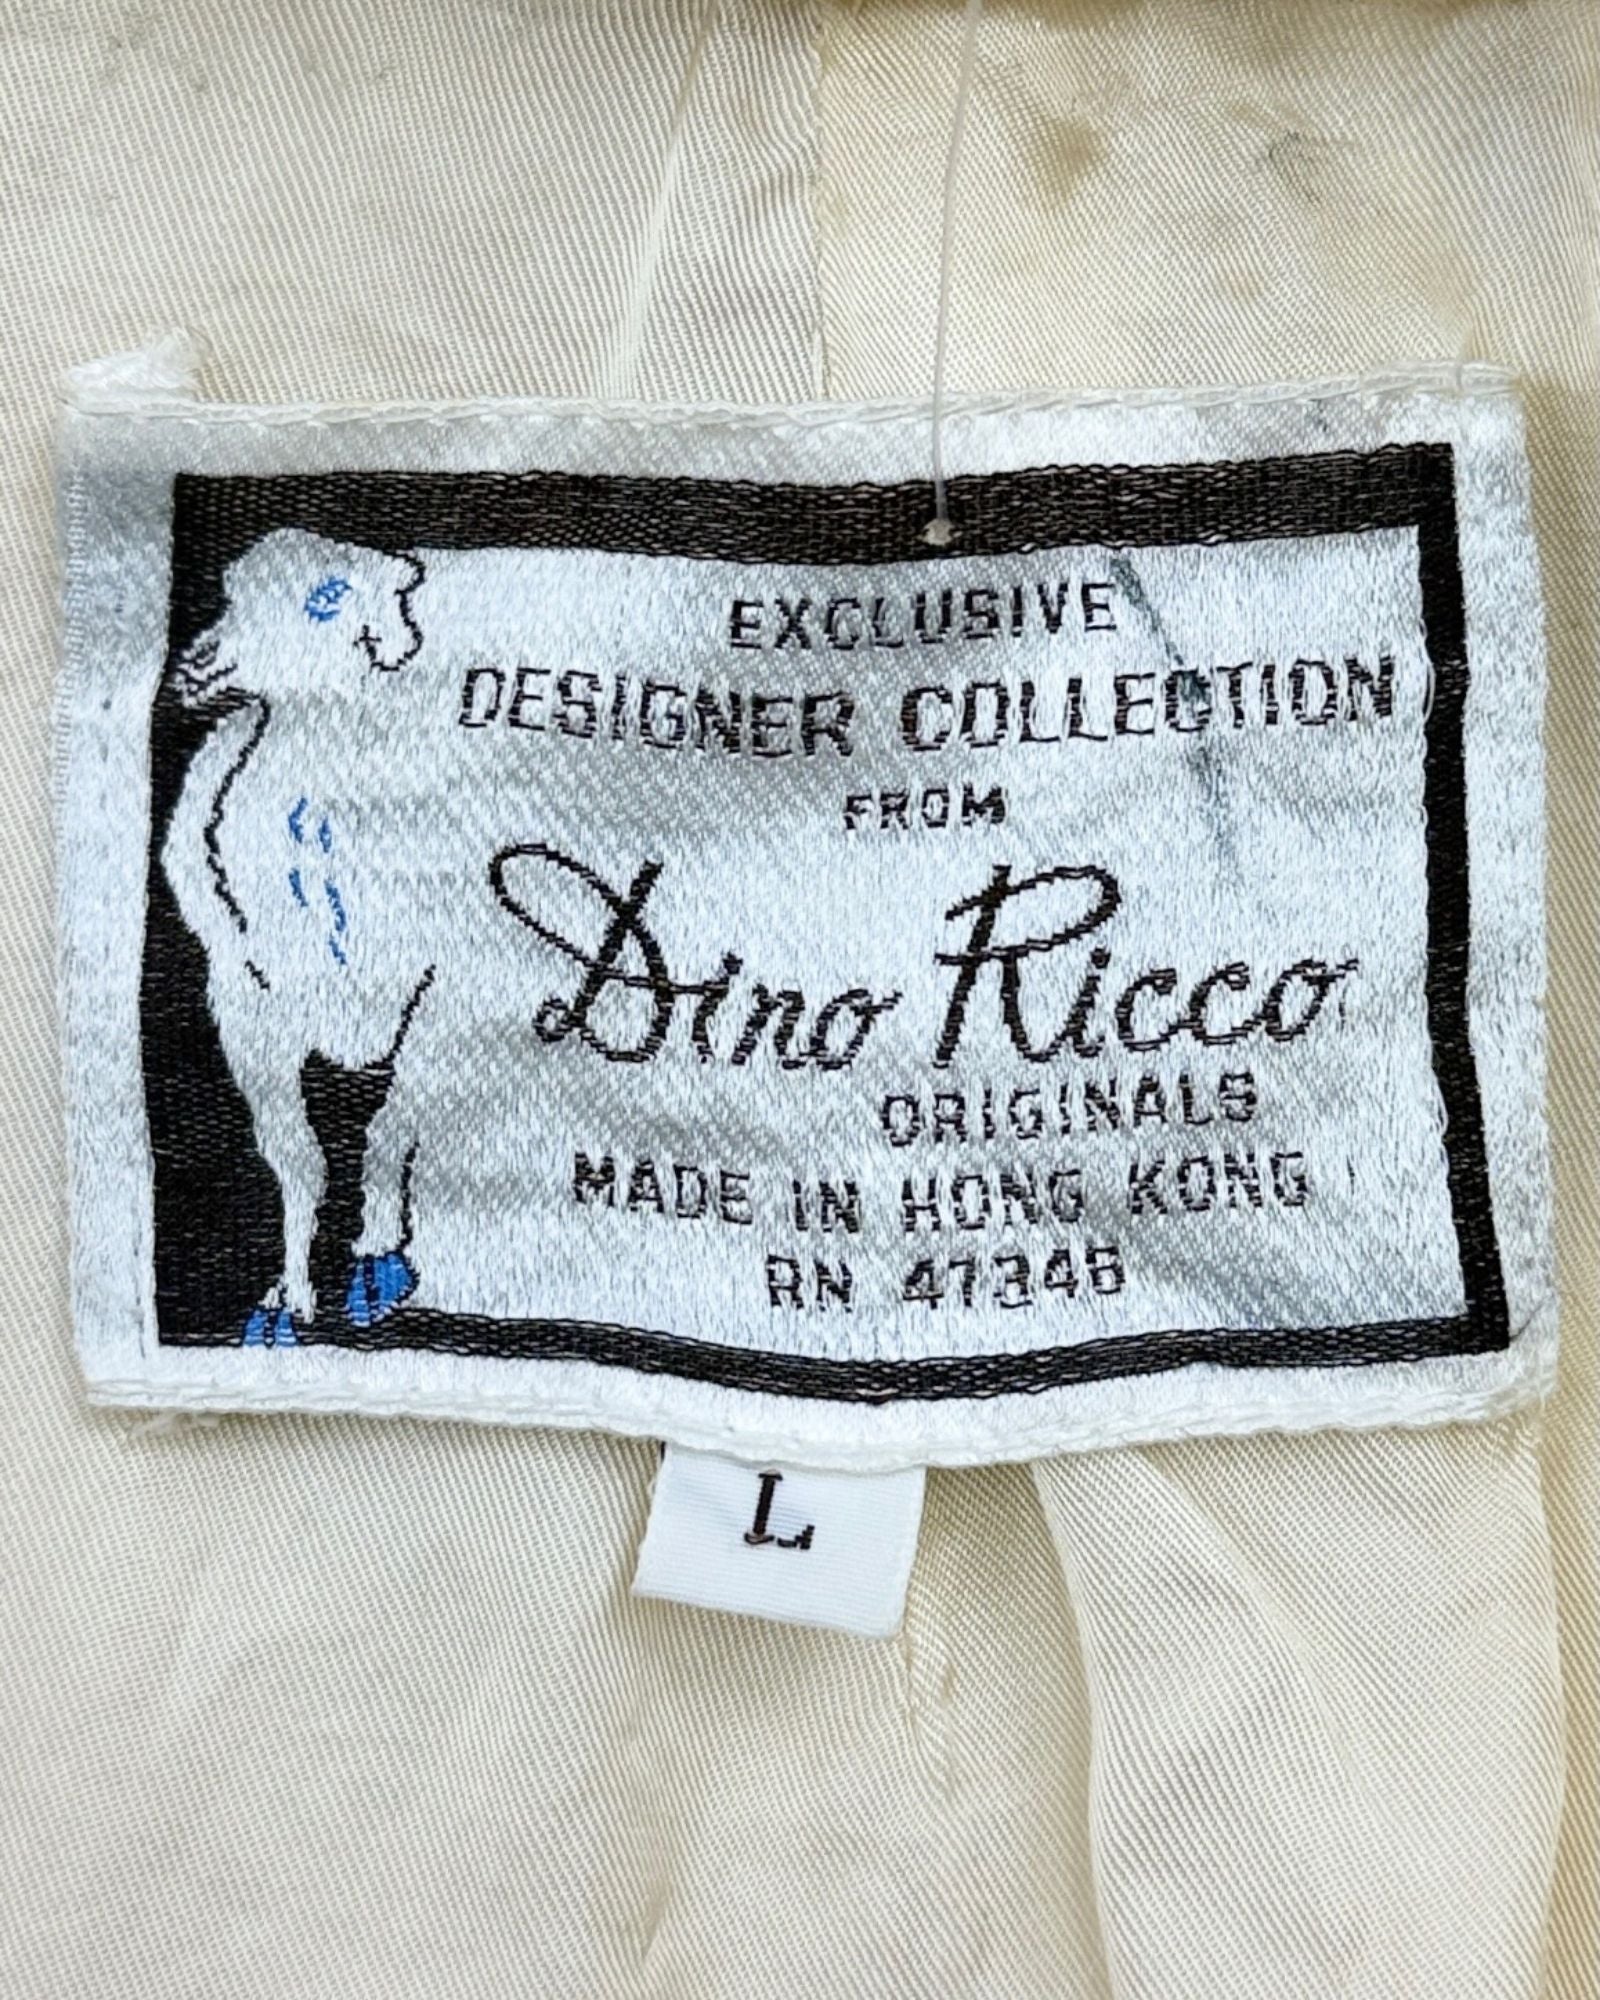 EXCLUSIVE
DESIGNER COLLECTION
FROM
Dino Ricco
ORIGINALS
MADE IN HONG KONG
RN 47346
L